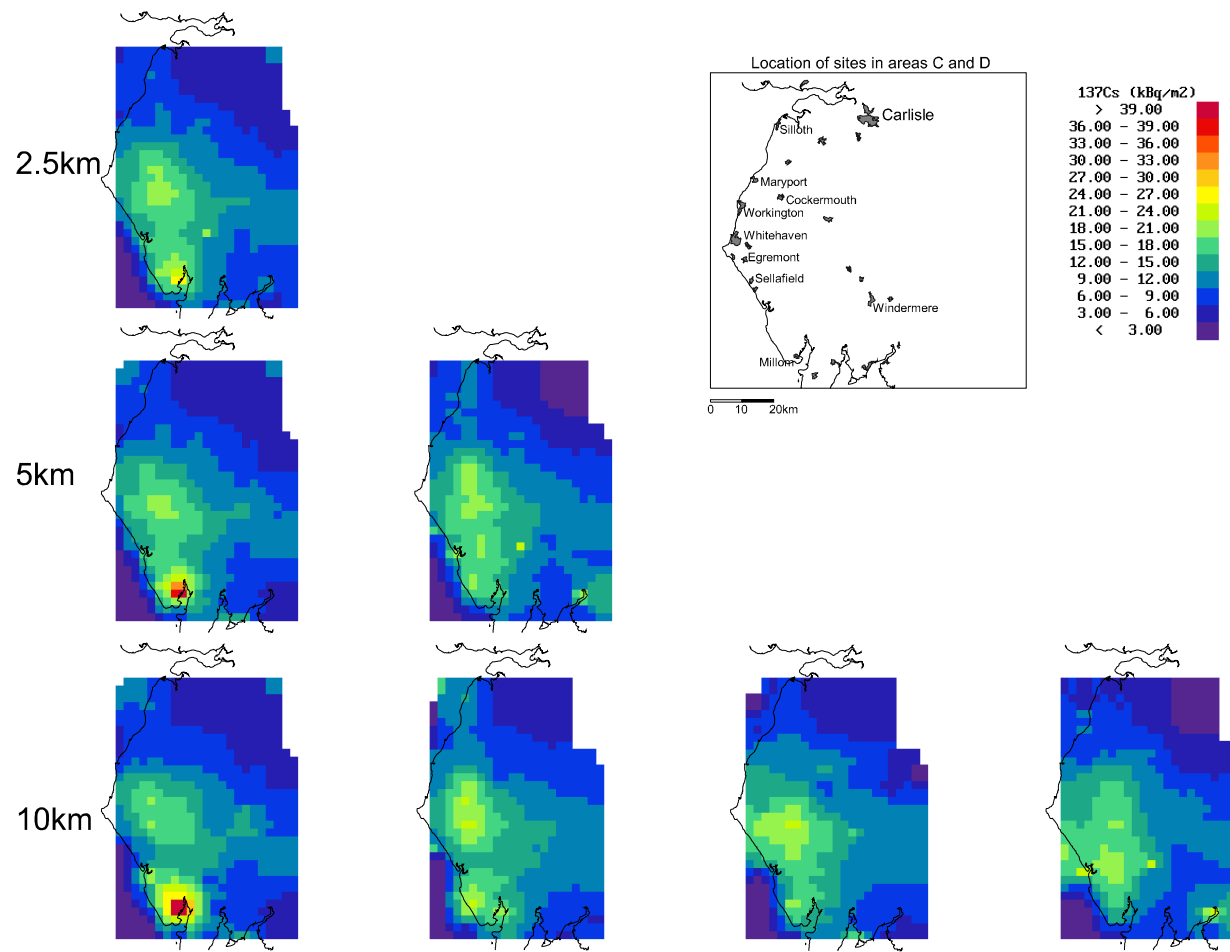 Location of sites in areas C and D
Carlisle
Silloth
Maryport
Cockermouth
Workington
Whitehaven
Egremont
Sellafield
Windermere
Millom
0 10 20km
137Cs (kBq/m2)
> 39.00
36.00 - 39.00
33.00 - 36.00
30.00 - 33.00
27.00 - 30.00
24.00 - 27.00
21.00 - 24.00
18.00 - 21.00
15.00 - 18.00
12.00 - 15.00
9.00 - 12.00
6.00 - 9.00
3.00 - 6.00
< 3.00
2.5km
5km
10km